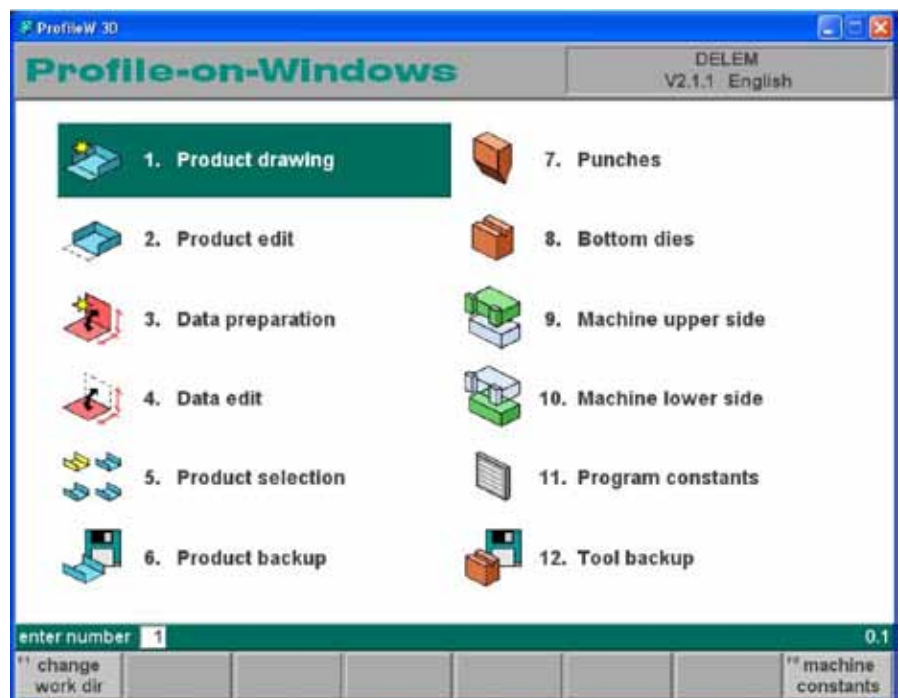 ProfileW 3D
Profile-on-Windows
DELEM
V2.1.1 English
1. Product drawing
2. Product edit
3. Data preparation
4. Data edit
5. Product selection
6. Product backup
7. Punches
8. Bottom dies
9. Machine upper side
10. Machine lower side
11. Program constants
12. Tool backup
enter number 1
0.1
change
work dir
machine
constants